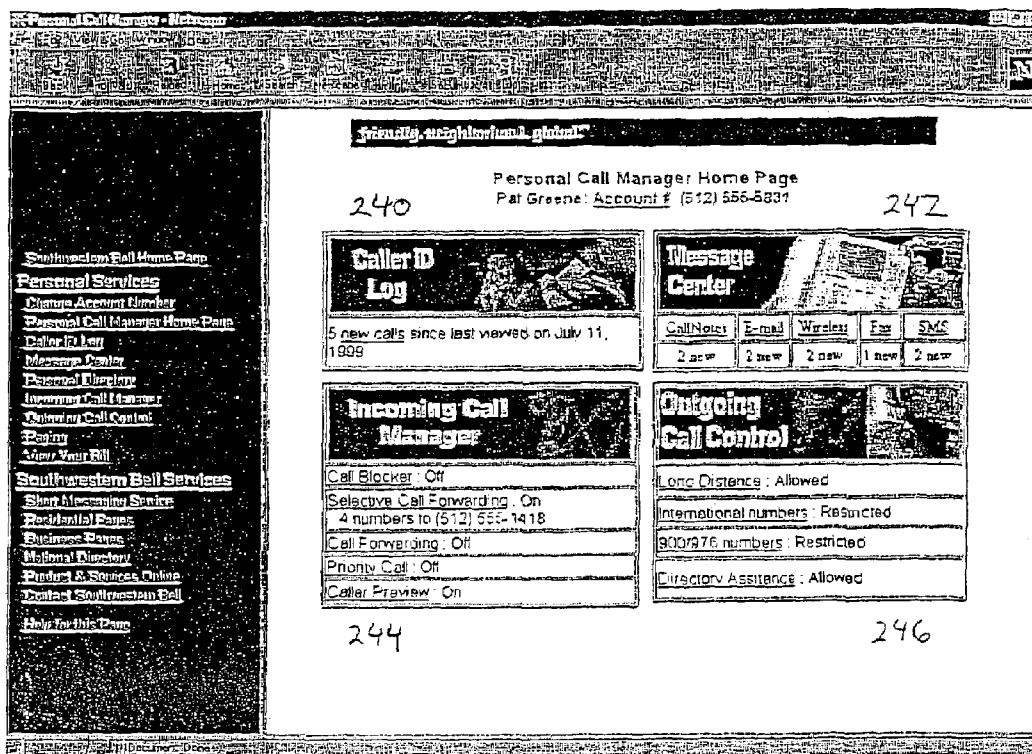 Personal Call Manager - Netscape
Home
friendly, neighborhood, global.
Personal Call Manager Home Page
Pat Greene: Account # (512) 555-5831
240
242
Southwestern Bell Home Page
Personal Services
Change Account Number
Personal Call Manager Home Page
Caller ID Log
Message Center
Personal Directory
Incoming Call Manager
Outgoing Call Control
Paging
View Your Bill
Southwestern Bell Services
Short Messaging Service
Residential Pages
Business Pages
National Directory
Product & Services Online
Contact Southwestern Bell
Help for this Page
Caller ID
Log
5 new calls since last viewed on July 11,
1999
Message
Center
CallNotes E-mail Wireless Fax SMS
2 new 2 new 2 new 1 new 2 new
Incoming Call
Manager
Call Blocker : Off
Selective Call Forwarding : On
4 numbers to (512) 555-1418
Call Forwarding : Off
Priority Call : Off
Caller Preview : On
Outgoing
Call Control
Long Distance : Allowed
International numbers : Restricted
900/976 numbers : Restricted
Directory Assitance : Allowed
244
246
Document: Done